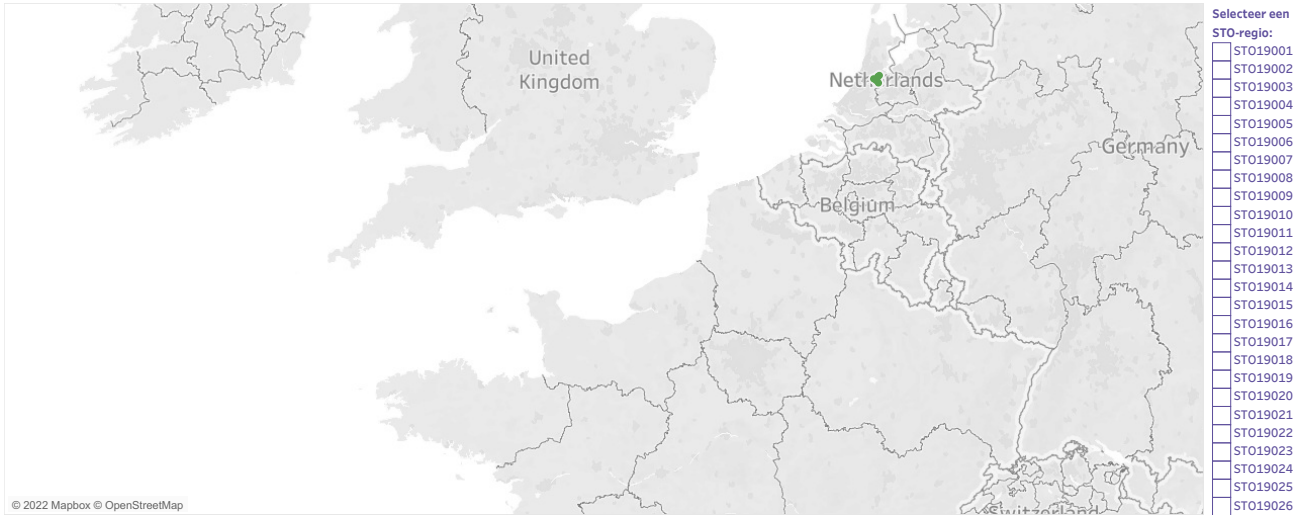 United
Kingdom
Netherlands
Germany
Belgium
Switzerland
© 2022 Mapbox © OpenStreetMap
Selecteer een
STO-regio:
STO19001
STO19002
STO19003
STO19004
STO19005
STO19006
STO19007
STO19008
STO19009
STO19010
STO19011
STO19012
STO19013
STO19014
STO19015
STO19016
STO19017
STO19018
STO19019
STO19020
STO19021
STO19022
STO19023
STO19024
STO19025
STO19026